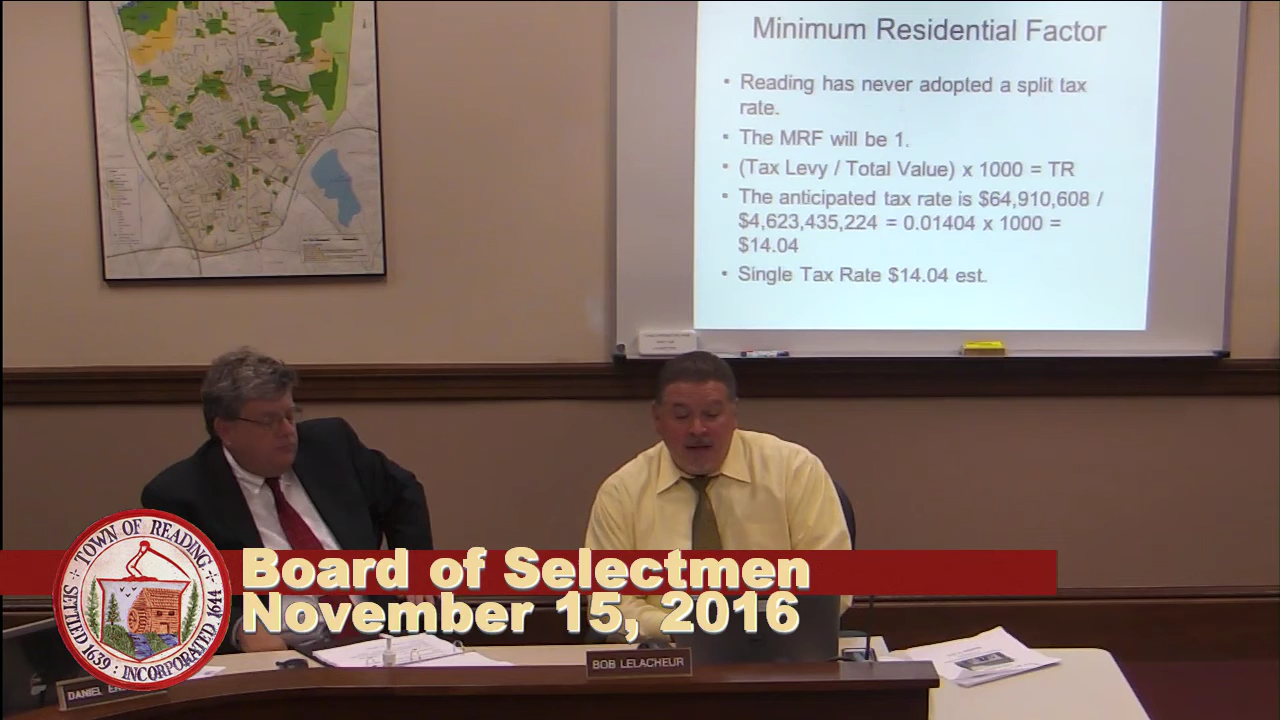 Minimum Residential Factor
• Reading has never adopted a split tax
rate.
• The MRF will be 1.
• (Tax Levy / Total Value) x 1000 = TR
• The anticipated tax rate is $64,910,608 /
$4,623,435,224 = 0.01404 x 1000 =
$14.04
• Single Tax Rate $14.04 est.
TOWN OF READING
SETTLED 1639 : INCORPORATED 1644
Board of Selectmen
November 15, 2016
BOB LELACHEUR
DANIEL